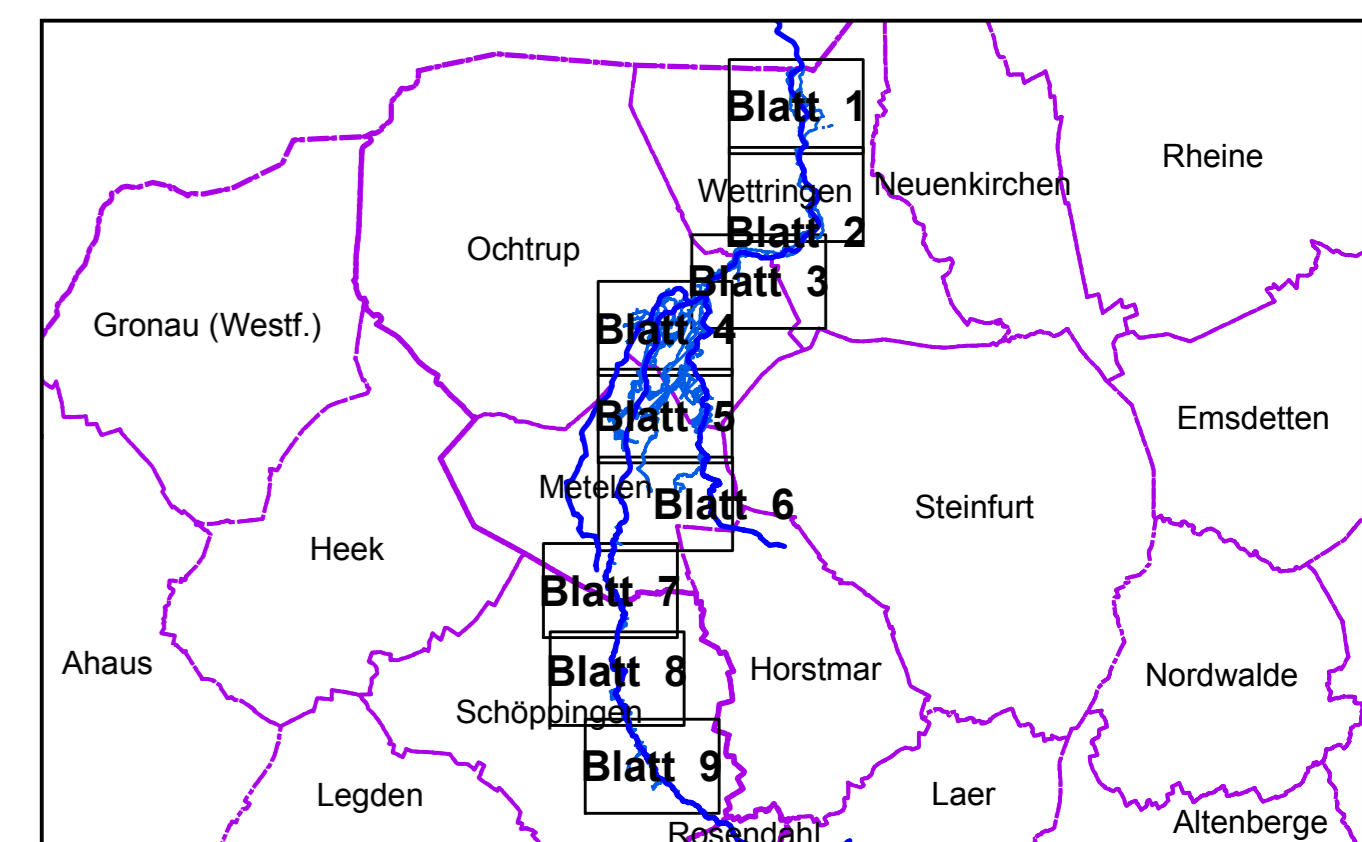 Blatt 1
Rheine
Wettringen
Neuenkirchen
Blatt 2
Ochtrup
Blatt 3
Gronau (Westf.)
Blatt 4
Blatt 5
Emsdetten
Metelen
Blatt 6
Steinfurt
Heek
Blatt 7
Ahaus
Blatt 8
Horstmar
Nordwalde
Schöppingen
Blatt 9
Legden
Laer
Altenberge
Rosendahl